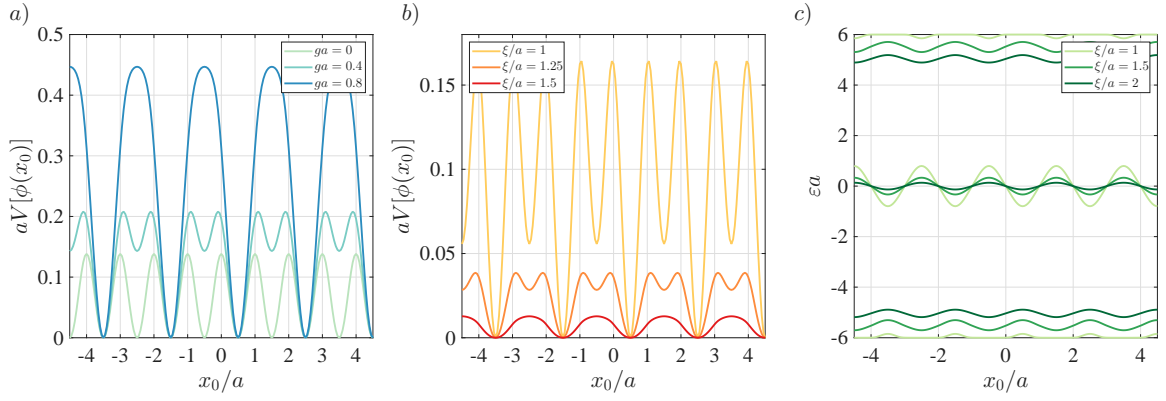 a)
aV[ϕ(x₀)]
0.5
0.4
0.3
0.2
0.1
0
ga = 0
ga = 0.4
ga = 0.8
-4 -3 -2 -1 0 1 2 3 4
x₀/a
b)
aV[ϕ(x₀)]
0.15
0.1
0.05
0
ξ/a = 1
ξ/a = 1.25
ξ/a = 1.5
-4 -3 -2 -1 0 1 2 3 4
x₀/a
c)
εa
6
4
2
0
-2
-4
-6
ξ/a = 1
ξ/a = 1.5
ξ/a = 2
-4 -2 0 2 4
x₀/a